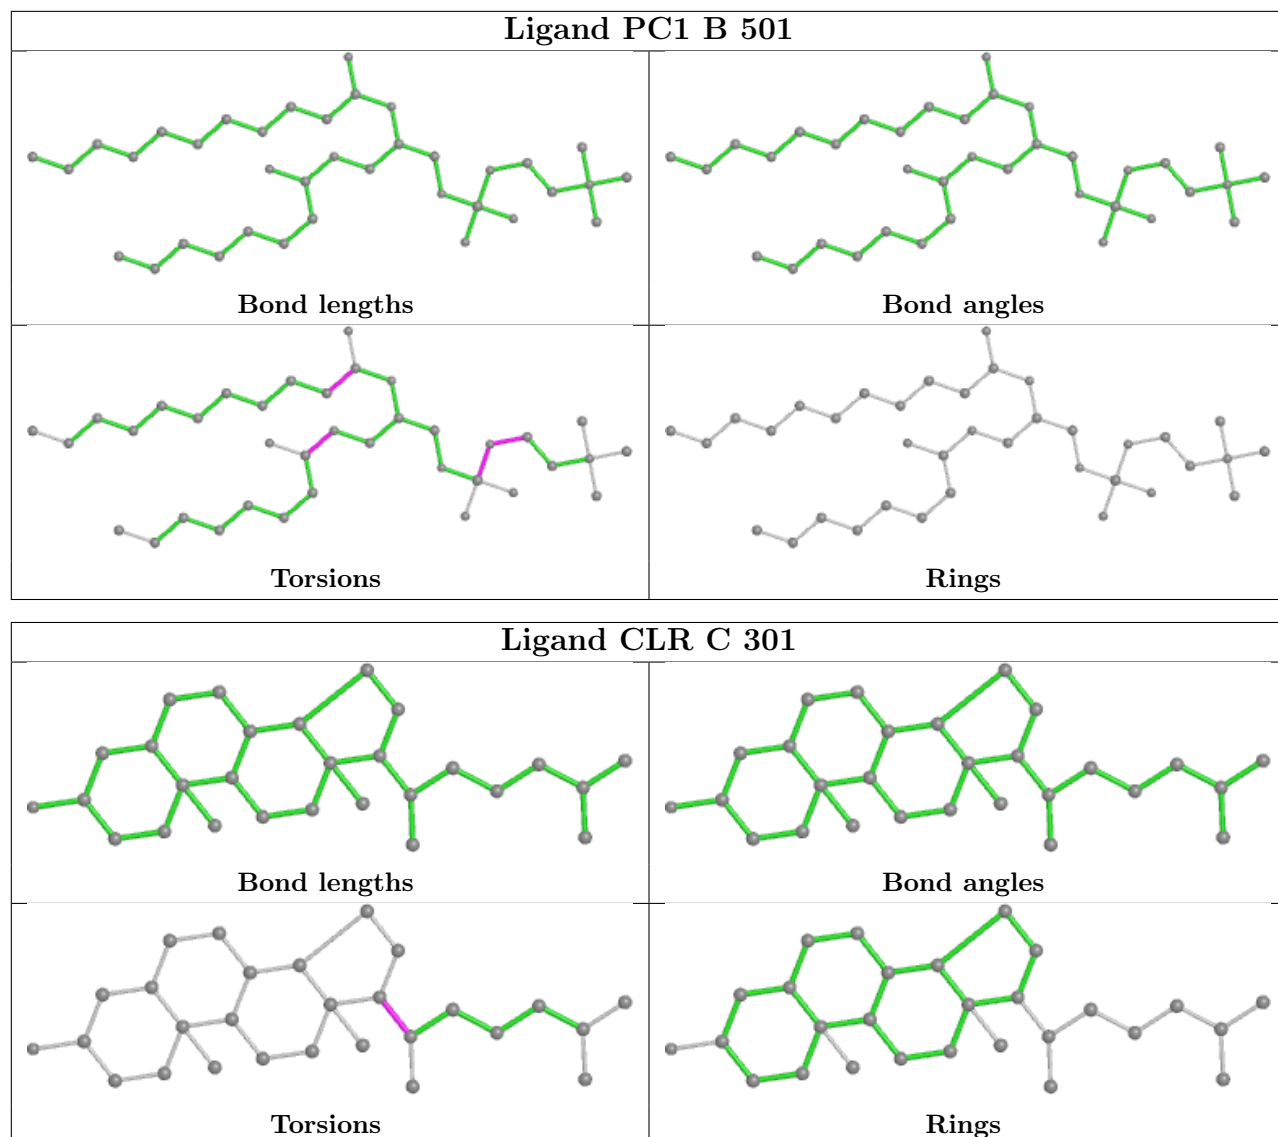 Ligand PC1 B 501
Bond lengths
Bond angles
Torsions
Rings
Ligand CLR C 301
Bond lengths
Bond angles
Torsions
Rings